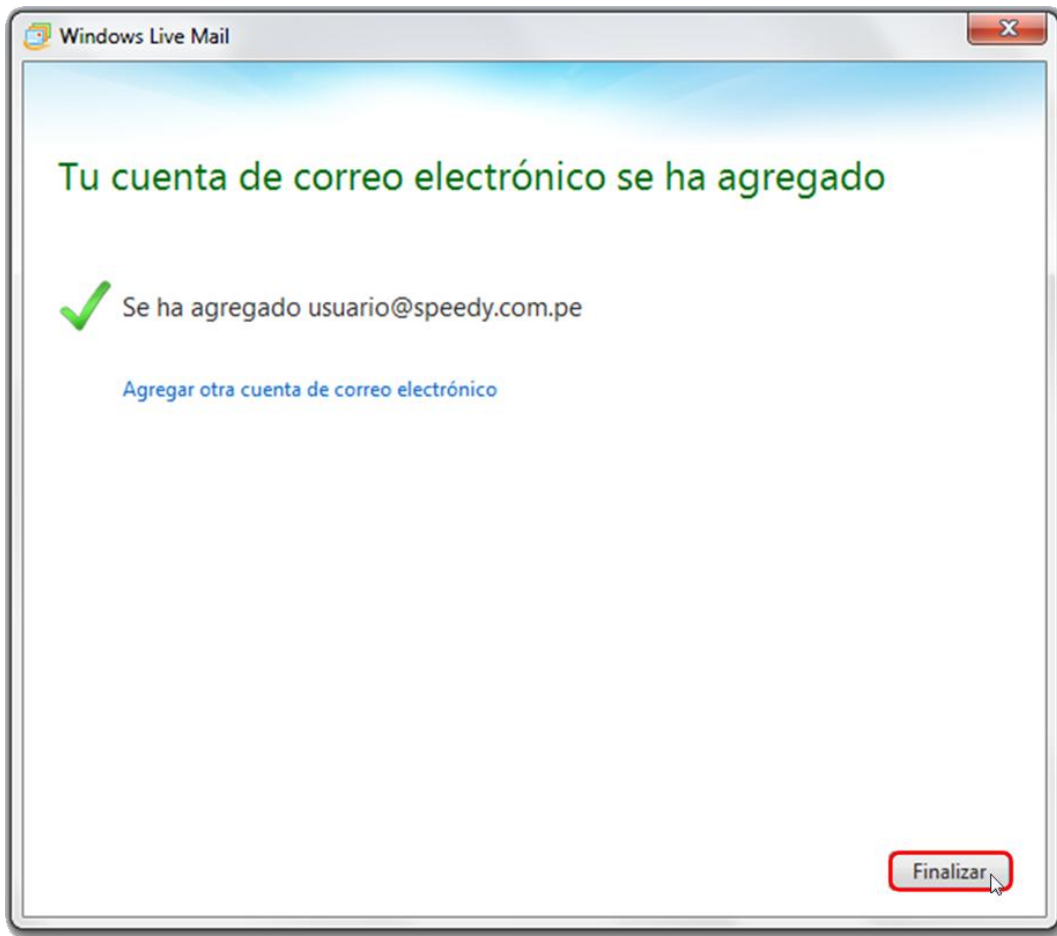 Windows Live Mail
Tu cuenta de correo electrónico se ha agregado
Se ha agregado usuario@speedy.com.pe
Agregar otra cuenta de correo electrónico
Finalizar